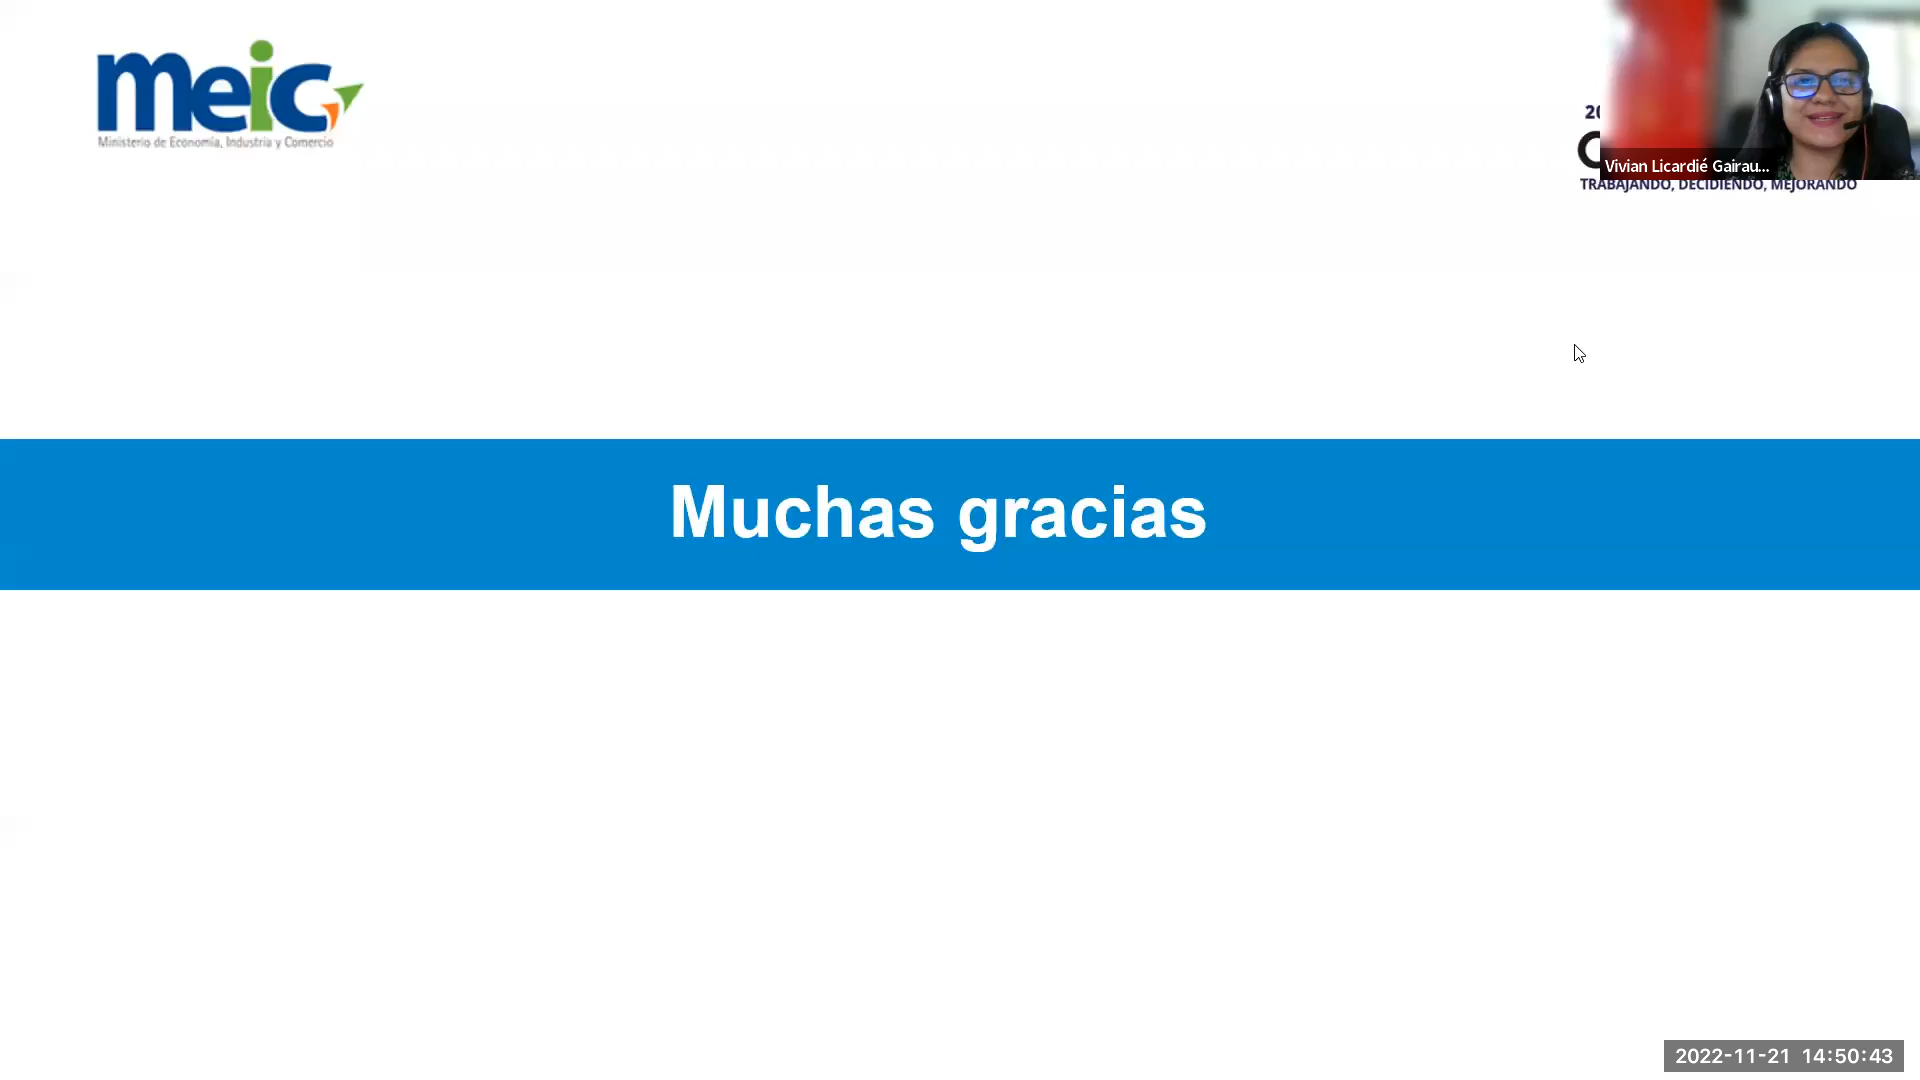 meic
Ministerio de Economía, Industria y Comercio
Vivian Licardié Gairau...
TRABAJANDO, DECIDIENDO, MEJORANDO
Muchas gracias
2022-11-21 14:50:43